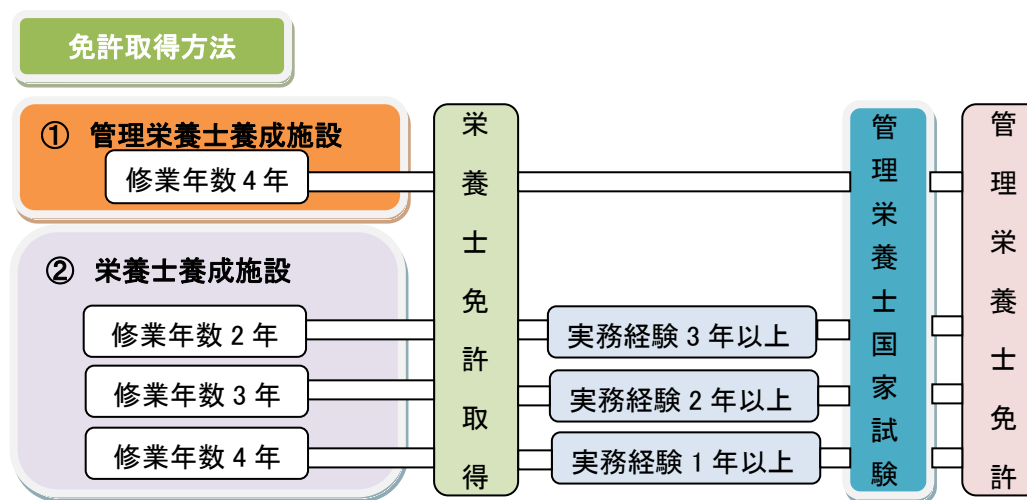 免許取得方法
① 管理栄養士養成施設
修業年数4年
② 栄養士養成施設
修業年数2年
修業年数3年
修業年数4年
栄養士免許取得
実務経験3年以上
実務経験2年以上
実務経験1年以上
管理栄養士国家試験
管理栄養士免許